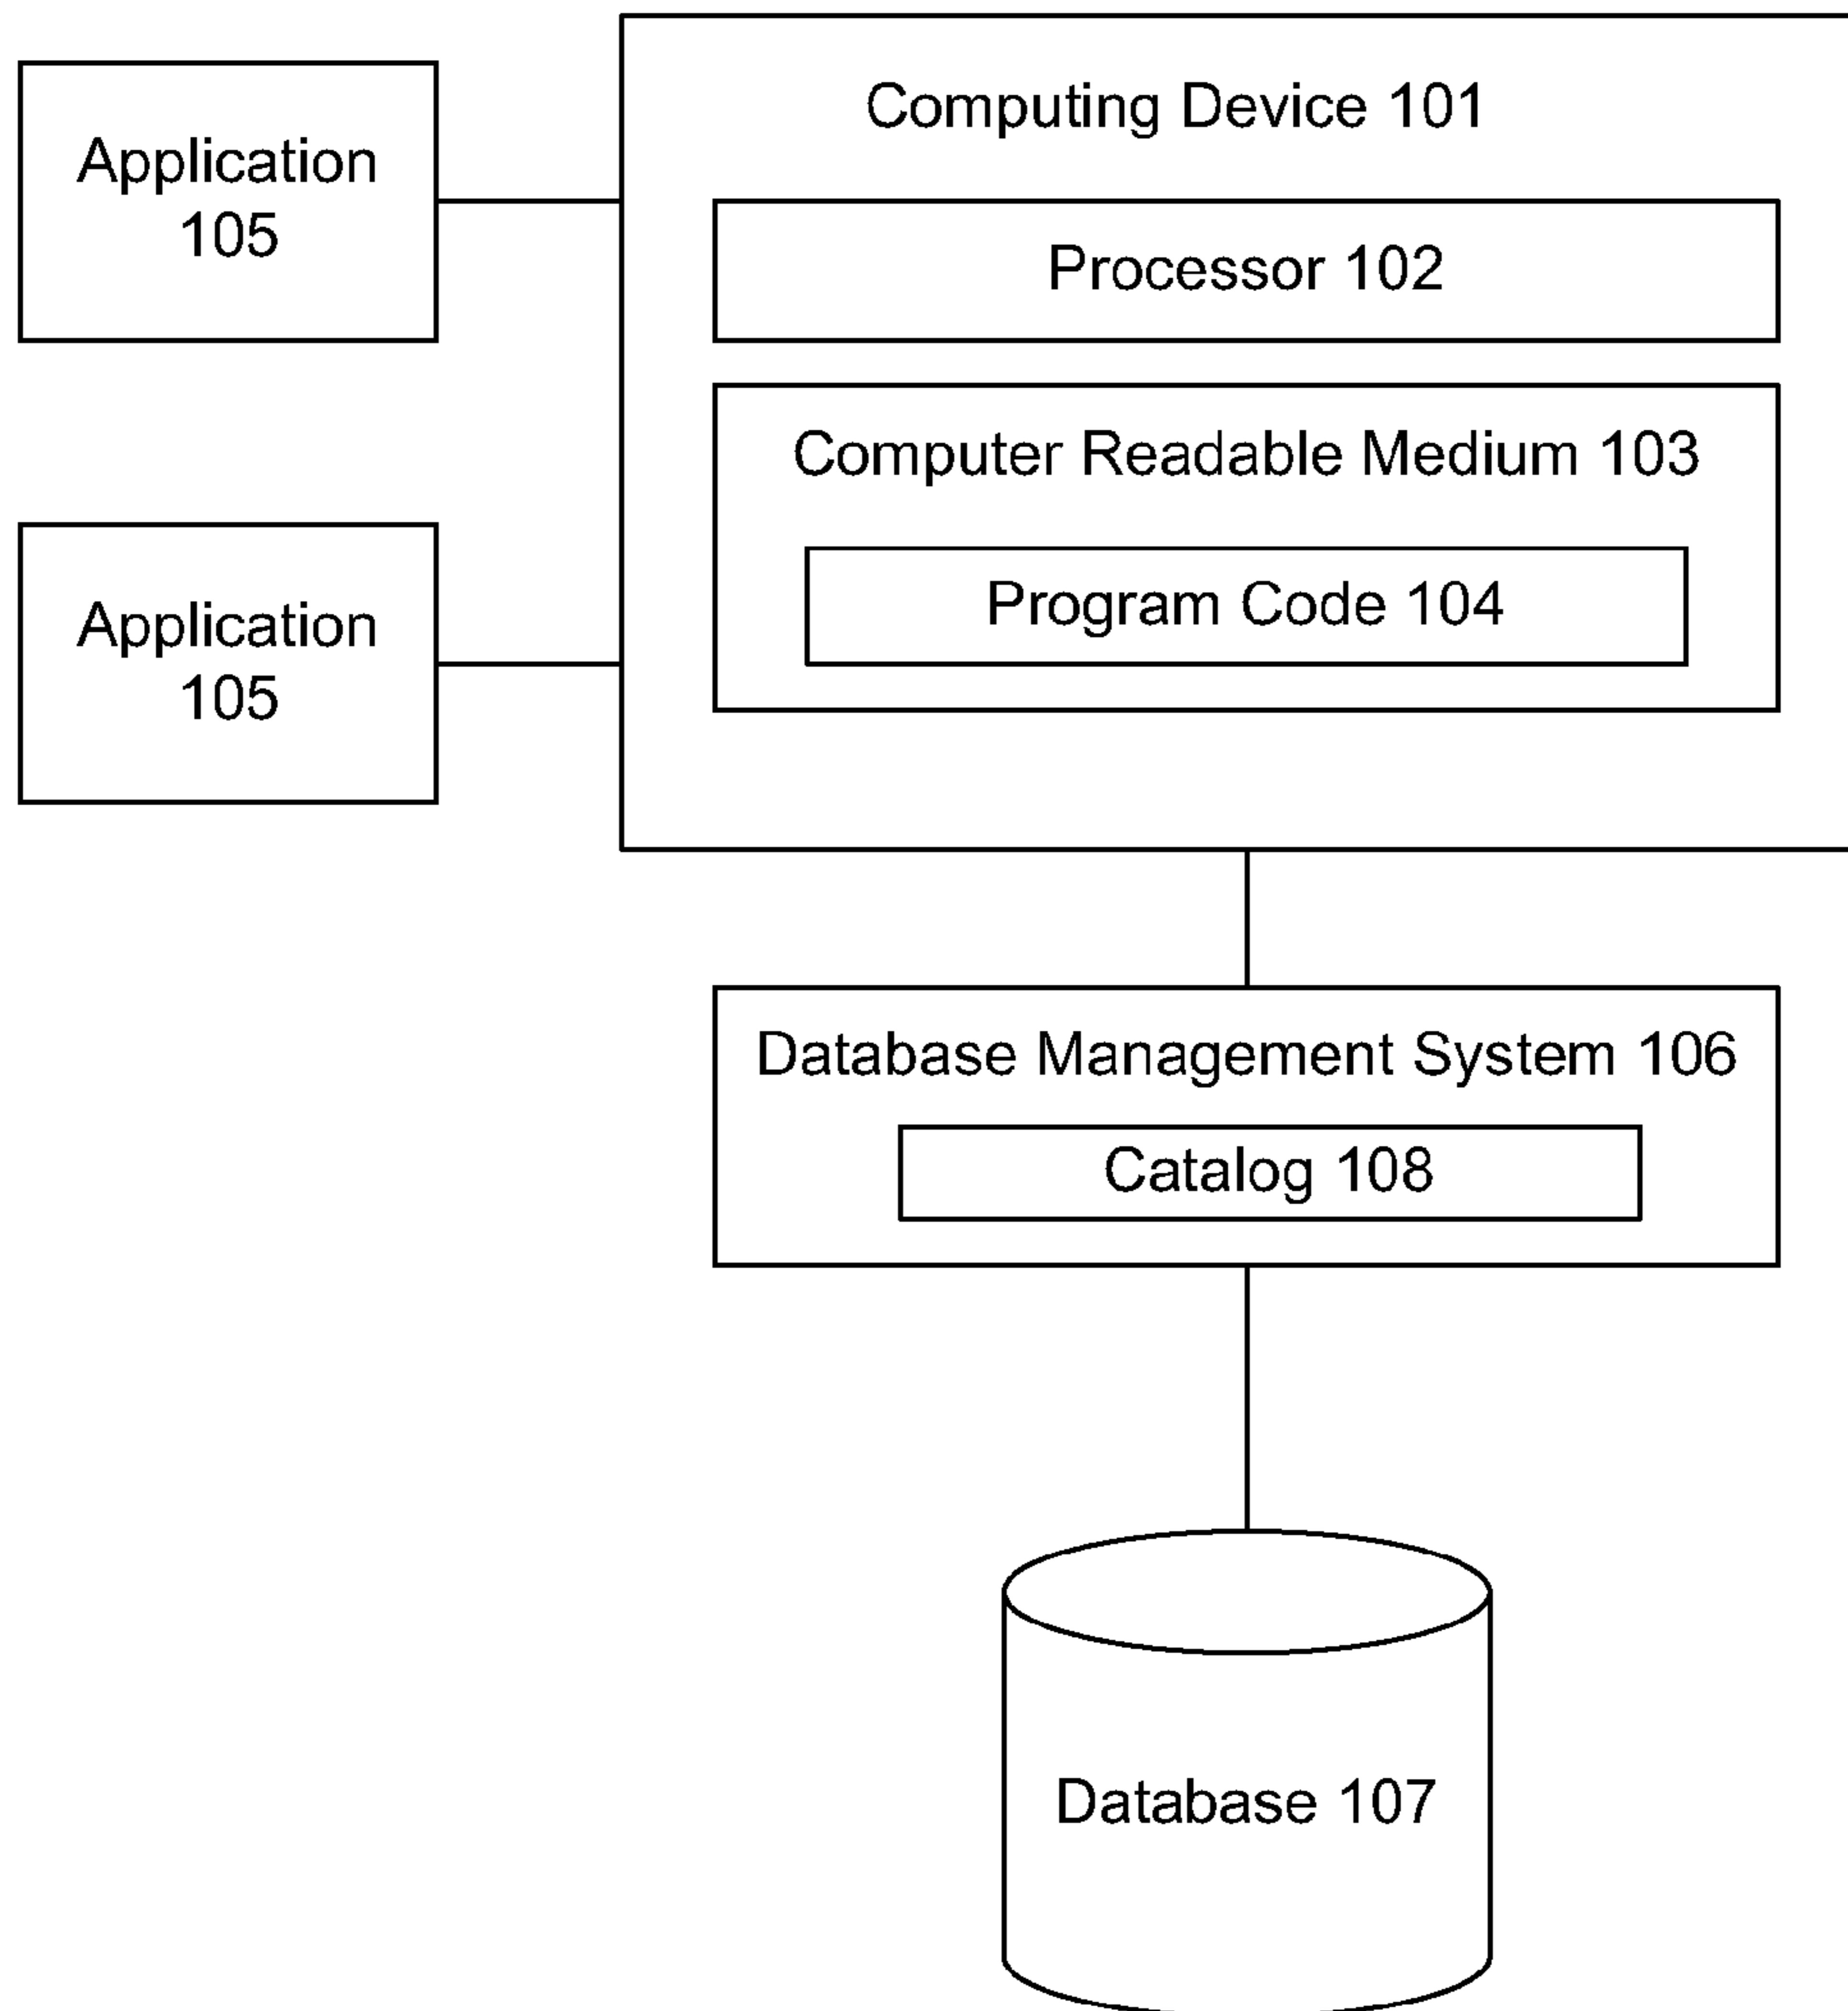 Application
105
Computing Device 101
Processor 102
Computer Readable Medium 103
Program Code 104
Application
105
Database Management System 106
Catalog 108
Database 107